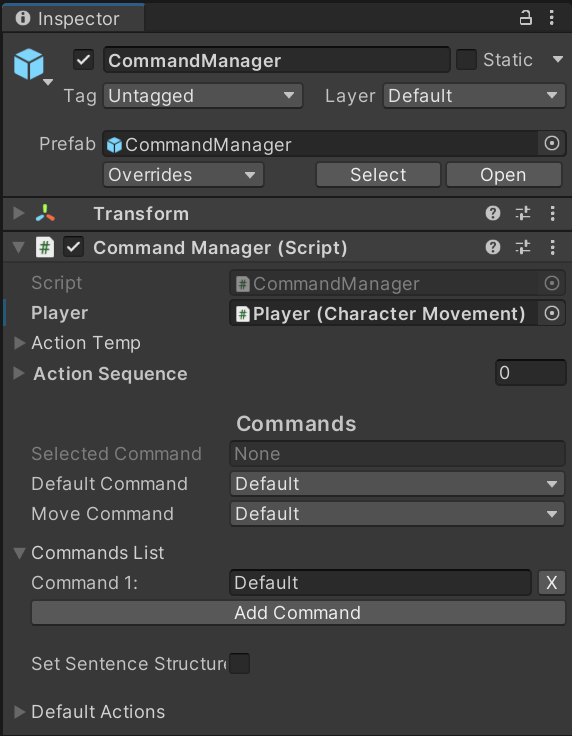 Inspector
CommandManager Static
Tag Untagged Layer Default
Prefab CommandManager
Overrides Select Open
Transform
# Command Manager (Script)
Script # CommandManager
Player # Player (Character Movement)
Action Temp
Action Sequence 0
Commands
Selected Command None
Default Command Default
Move Command Default
Commands List
Command 1: Default X
Add Command
Set Sentence Structure
Default Actions